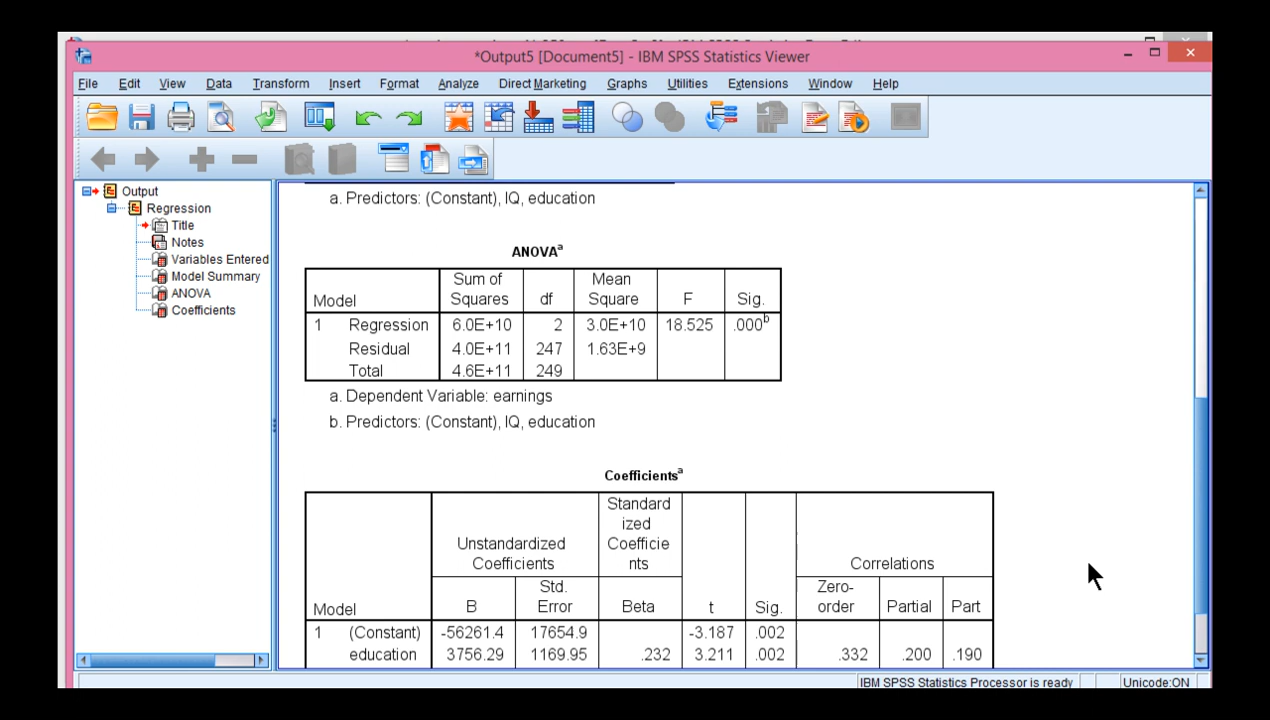 *Output5 [Document5] - IBM SPSS Statistics Viewer
File Edit View Data Transform Insert Format Analyze Direct Marketing Graphs Utilities Extensions Window Help
Output
Regression
Title
Notes
Variables Entered
Model Summary
ANOVA
Coefficients
a. Predictors: (Constant), IQ, education
ANOVAa
Model Sum of Squares df Mean Square F Sig.
1 Regression 6.0E+10 2 3.0E+10 18.525 .000b
Residual 4.0E+11 247 1.63E+9
Total 4.6E+11 249
a. Dependent Variable: earnings
b. Predictors: (Constant), IQ, education
Coefficientsa
Unstandardized Coefficients Standardized Coefficients Correlations
Model B Std. Error Beta t Sig. Zero-order Partial Part
1 (Constant) -56261.4 17654.9 -3.187 .002
education 3756.29 1169.95 .232 3.211 .002 .332 .200 .190
IBM SPSS Statistics Processor is ready Unicode:ON